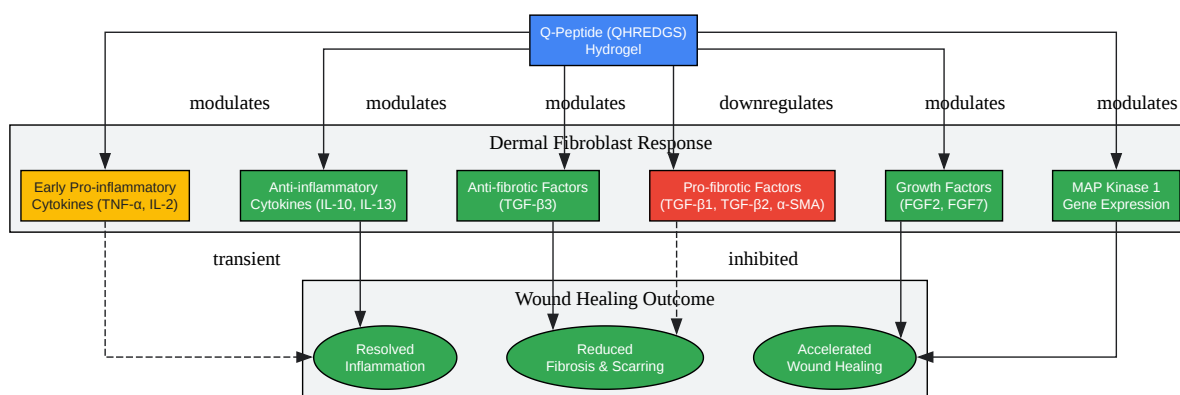 Q-Peptide (QHREDGS)
Hydrogel
modulates
modulates
modulates
downregulates
modulates
modulates
Dermal Fibroblast Response
Early Pro-inflammatory
Cytokines (TNF-α, IL-2)
Anti-inflammatory
Cytokines (IL-10, IL-13)
Anti-fibrotic Factors
(TGF-β3)
Pro-fibrotic Factors
(TGF-β1, TGF-β2, α-SMA)
Growth Factors
(FGF2, FGF7)
MAP Kinase 1
Gene Expression
transient
inhibited
Wound Healing Outcome
Resolved
Inflammation
Reduced
Fibrosis & Scarring
Accelerated
Wound Healing